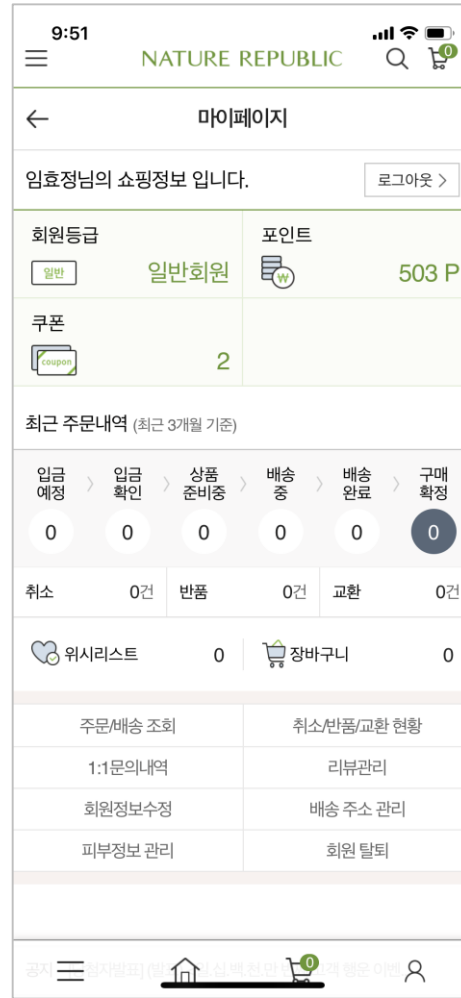 9:51
NATURE REPUBLIC
0
마이페이지
임효정님의 쇼핑정보 입니다.
로그아웃 >
회원등급
포인트
일반
일반회원
₩
503 P
쿠폰
coupon
2
최근 주문내역 (최근 3개월 기준)
입금 예정 > 입금 확인 > 상품 준비중 > 배송 중 > 배송 완료 > 구매 확정
0 0 0 0 0 0
취소 0건 반품 0건 교환 0건
위시리스트 0 장바구니 0
주문/배송 조회 취소/반품/교환 현황
1:1문의내역 리뷰관리
회원정보수정 배송 주소 관리
피부정보 관리 회원 탈퇴
0
공지